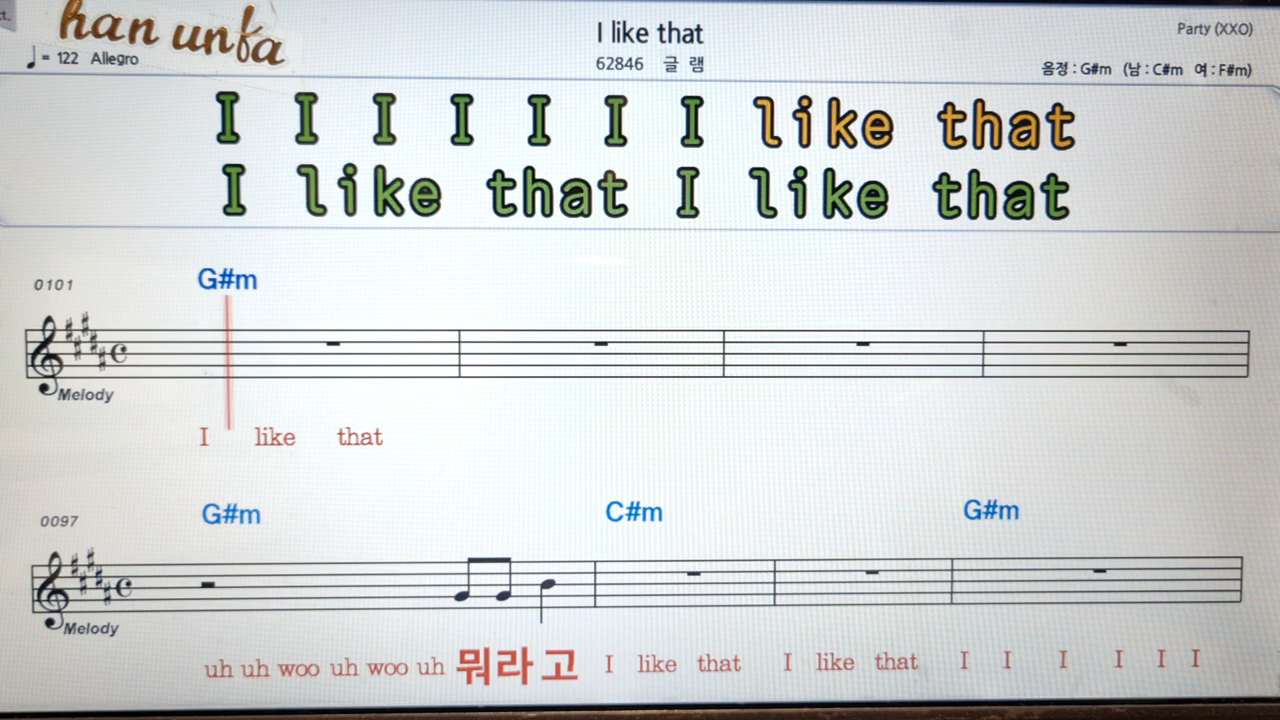 han unfa
I like that
Party (XXO)
♩ = 122 Allegro
62846 글 램
음정 : G#m (남 : C#m 여 : F#m)
I I I I I I I like that
I like that I like that
0101
G#m
Melody
I like that
0097
G#m C#m G#m
Melody
uh uh woo uh woo uh 뭐라고 I like that I like that I I I I I I